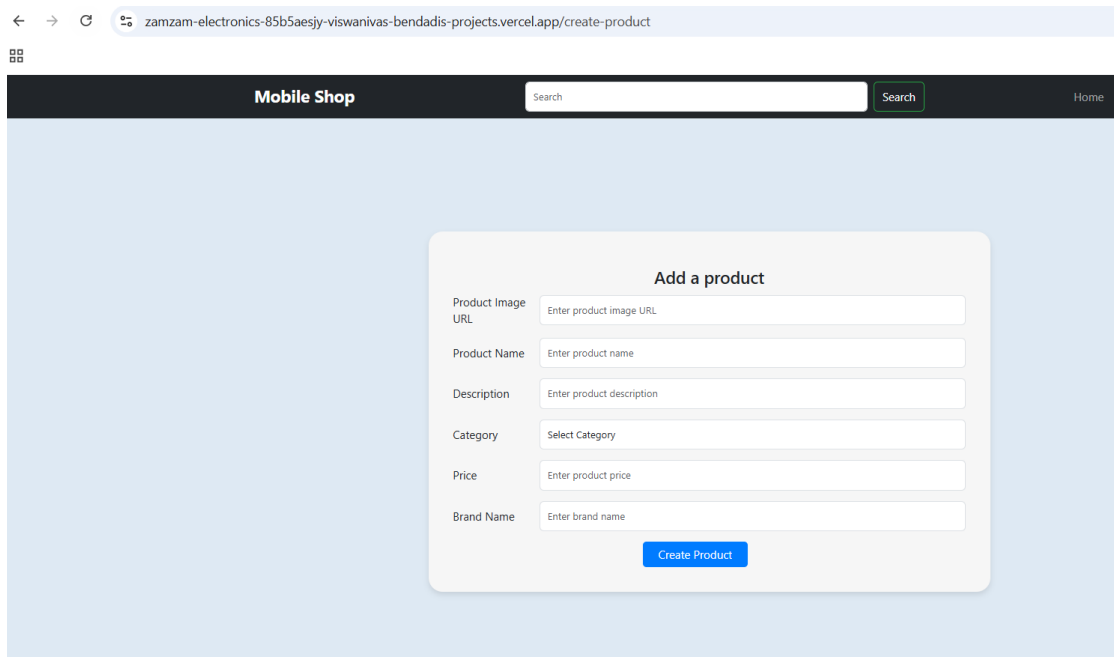 zamzam-electronics-85b5aesjy-viswanivas-bendadis-projects.vercel.app/create-product
Mobile Shop Search Search Home
Add a product
Product Image URL Enter product image URL
Product Name Enter product name
Description Enter product description
Category Select Category
Price Enter product price
Brand Name Enter brand name
Create Product